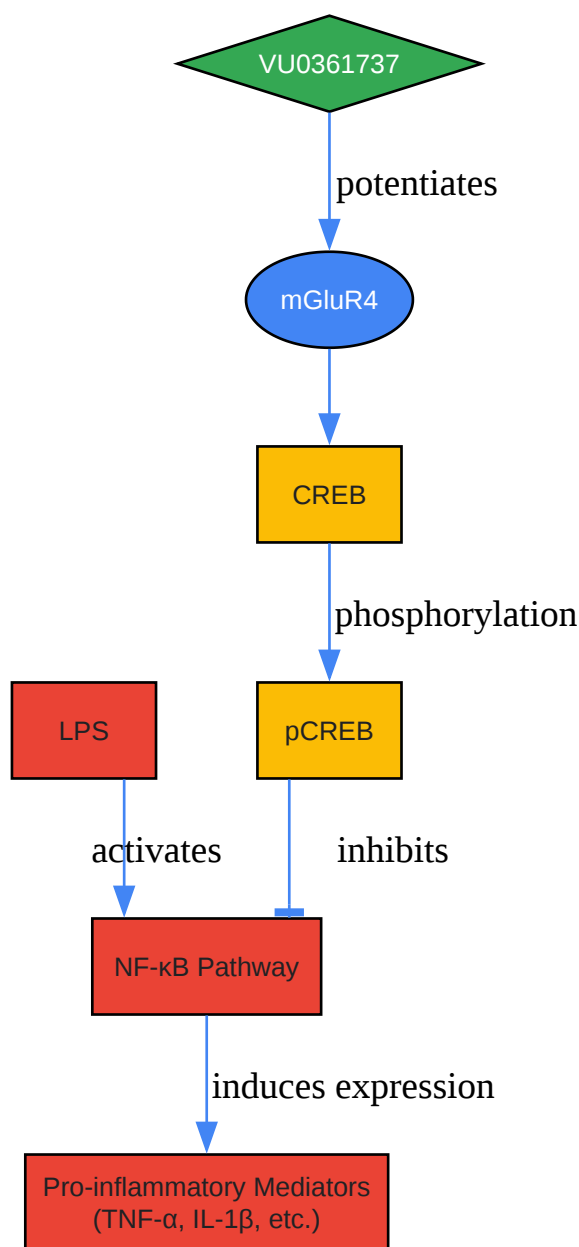 VU0361737
potentiates
mGluR4
CREB
phosphorylation
LPS
pCREB
activates
inhibits
NF-κB Pathway
induces expression
Pro-inflammatory Mediators
(TNF-α, IL-1β, etc.)